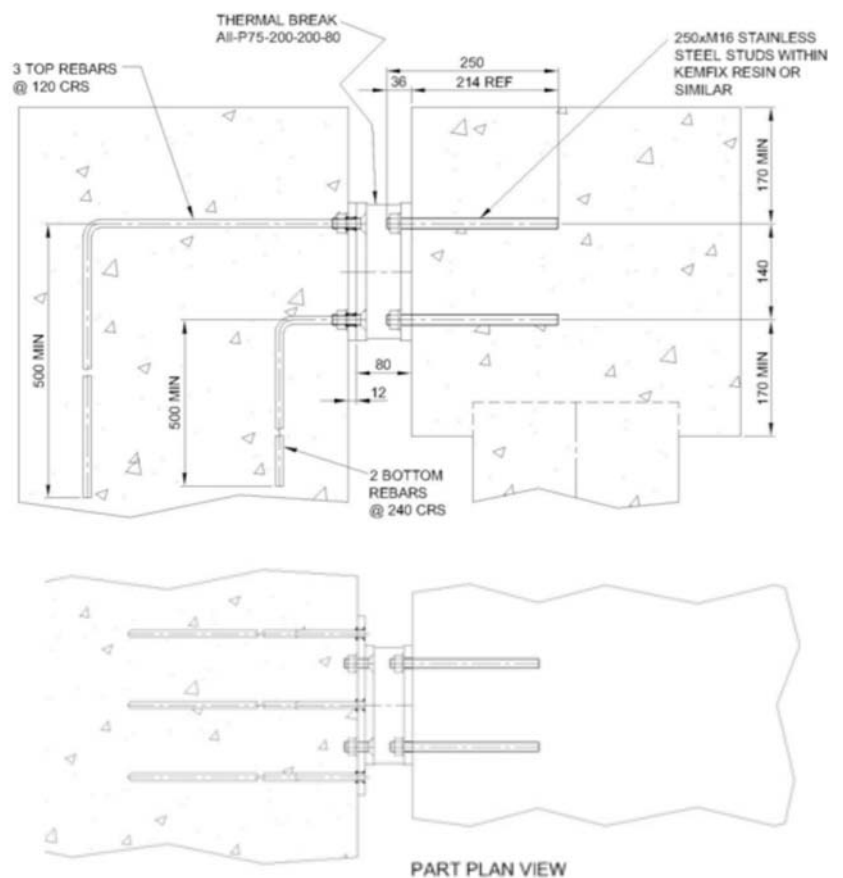 THERMAL BREAK
AII-P75-200-200-80
3 TOP REBARS
@ 120 CRS
250xM16 STAINLESS
STEEL STUDS WITHIN
KEMFIX RESIN OR
SIMILAR
250
36
214 REF
170 MIN
140
170 MIN
500 MIN
500 MIN
80
12
2 BOTTOM
REBARS
@ 240 CRS
PART PLAN VIEW